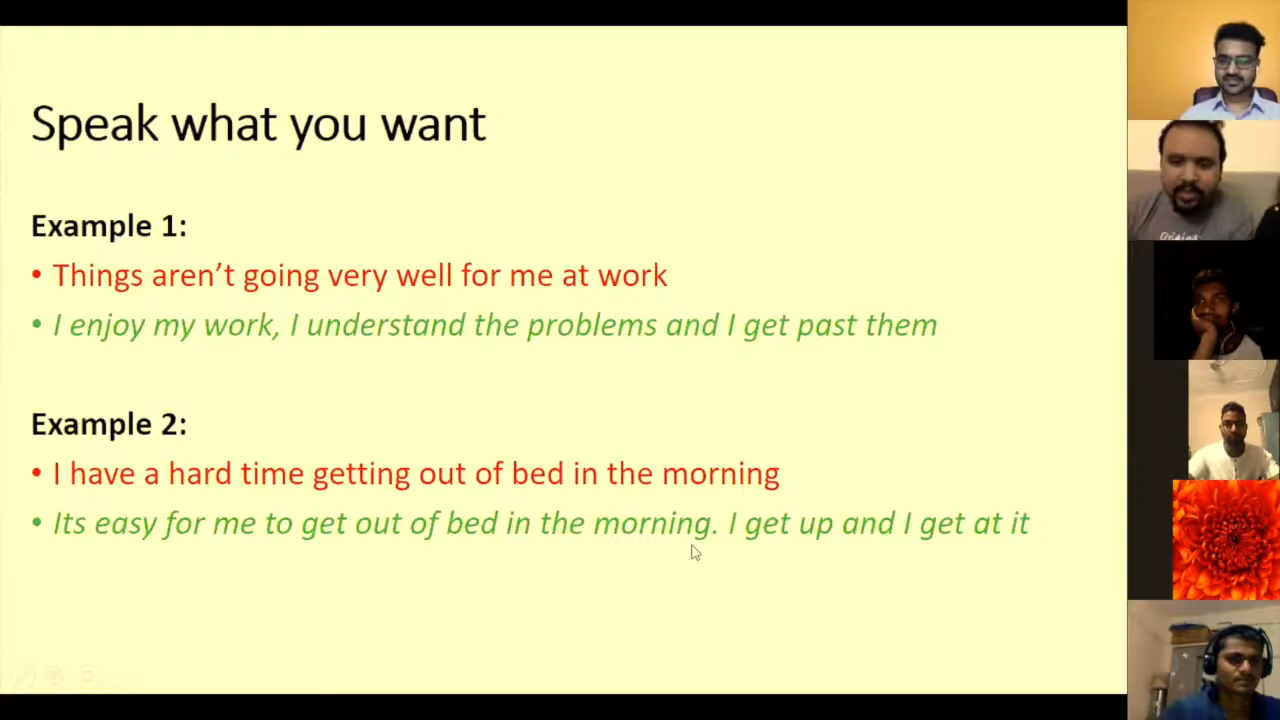 Speak what you want
Example 1:
• Things aren’t going very well for me at work
• I enjoy my work, I understand the problems and I get past them
Example 2:
• I have a hard time getting out of bed in the morning
• Its easy for me to get out of bed in the morning. I get up and I get at it